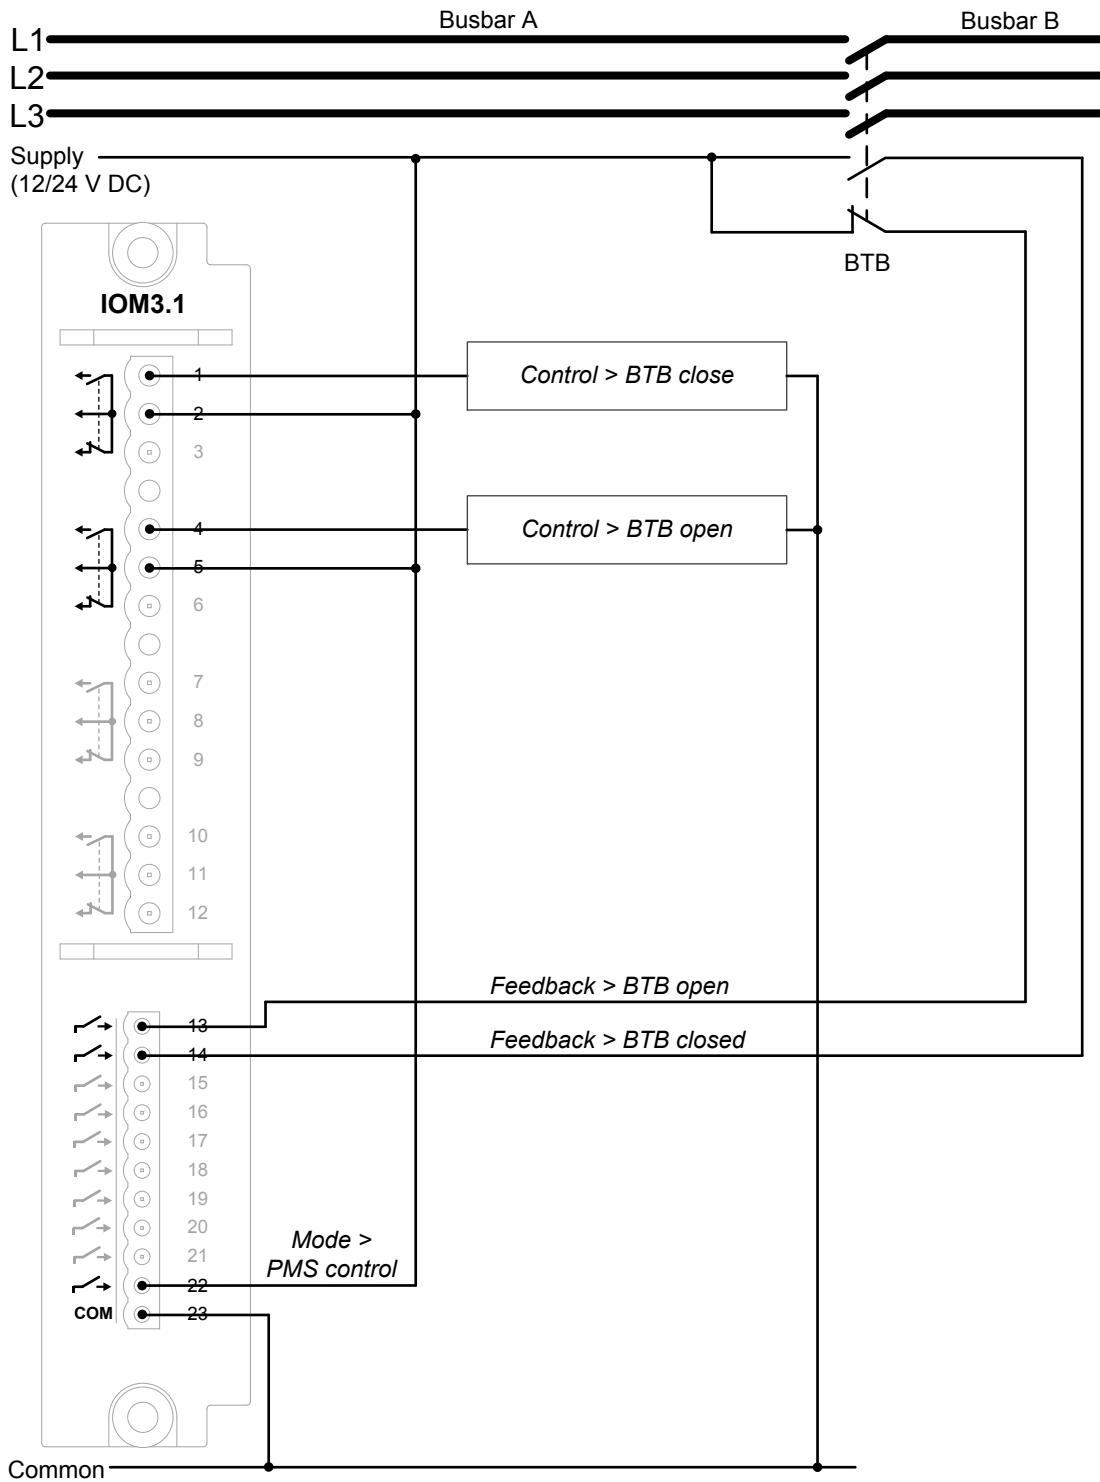 Busbar A
Busbar B
L1
L2
L3
Supply
(12/24 V DC)
BTB
IOM3.1
1
Control > BTB close
2
3
4
Control > BTB open
5
6
7
8
9
10
11
12
Feedback > BTB open
13
Feedback > BTB closed
14
15
16
17
18
19
20
21
Mode >
PMS control
22
COM
23
Common